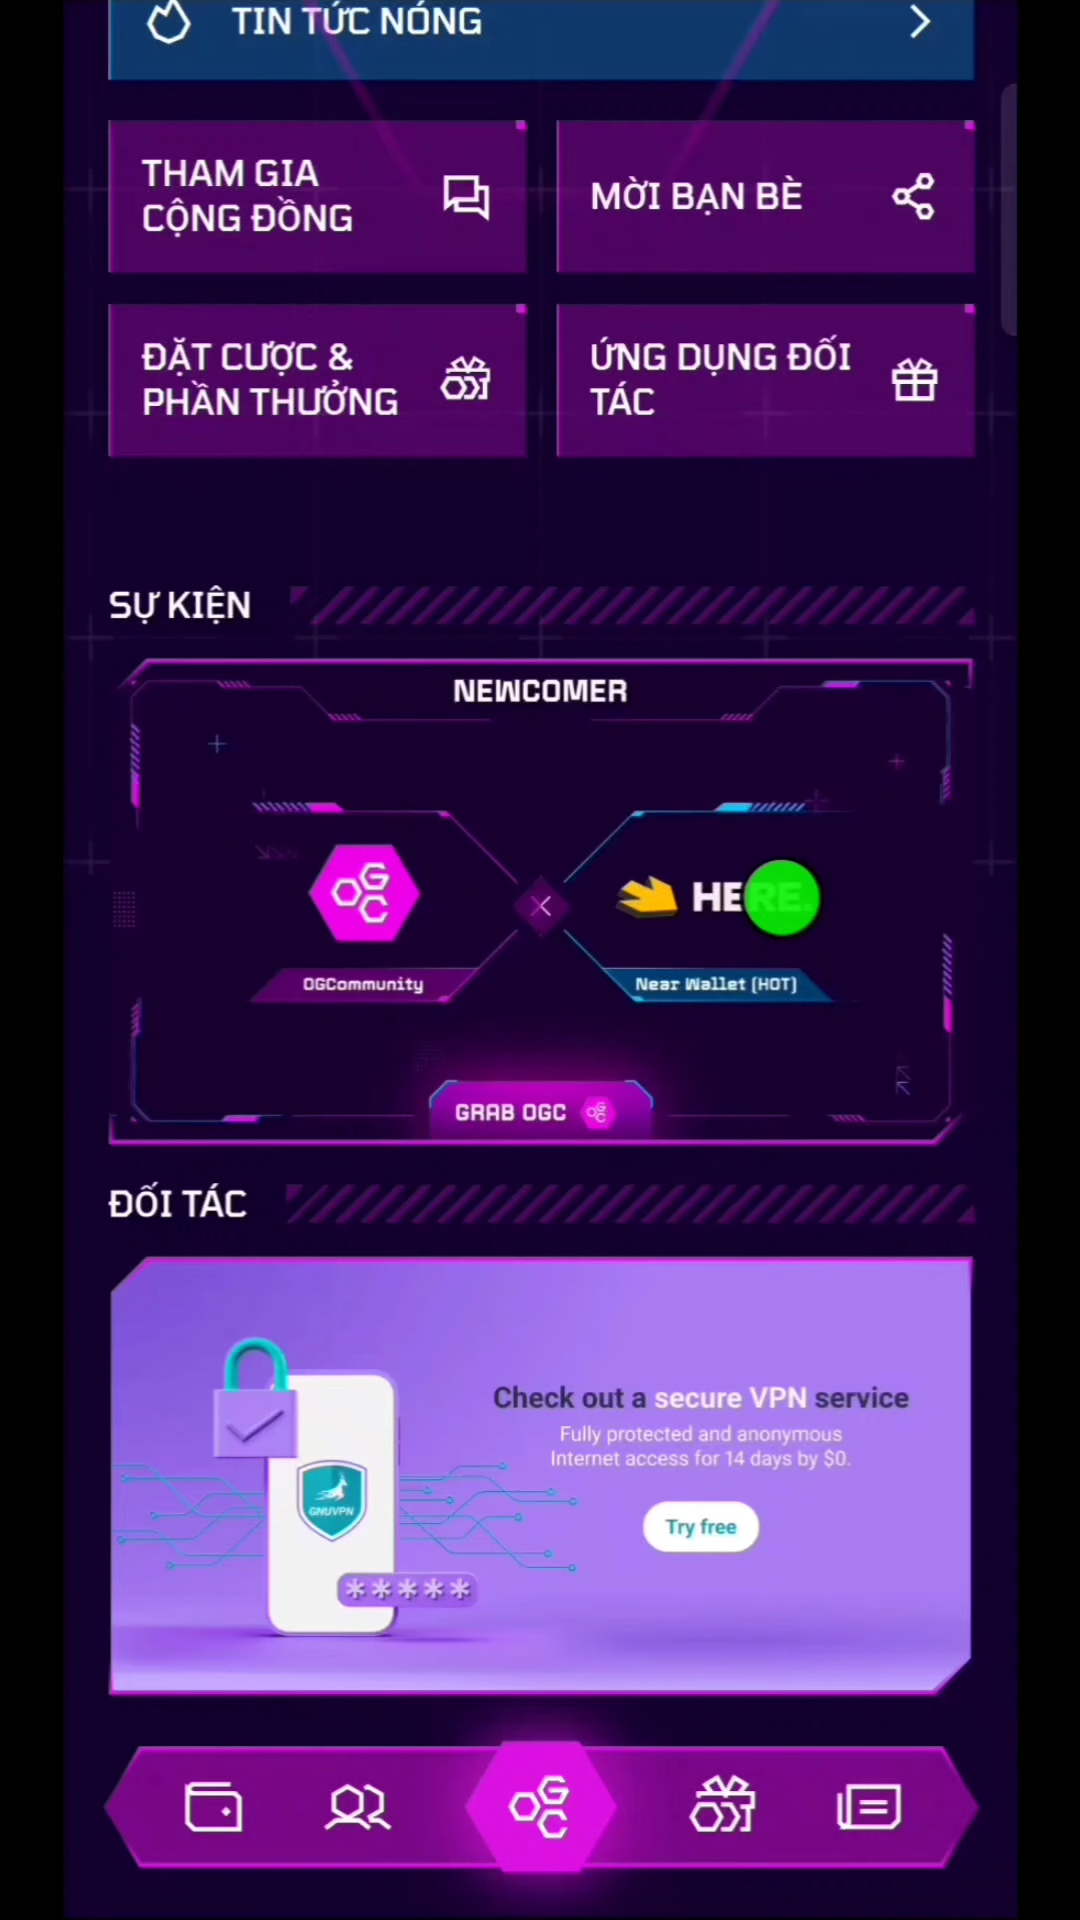 TIN TỨC NÓNG
THAM GIA
CỘNG ĐỒNG
MỜI BẠN BÈ
ĐẶT CƯỢC &
PHẦN THƯỞNG
ỨNG DỤNG ĐỐI
TÁC
SỰ KIỆN
NEWCOMER
OGC
HERE.
OGCommunity
Near Wallet (HOT)
GRAB OGC
ĐỐI TÁC
Check out a secure VPN service
Fully protected and anonymous
Internet access for 14 days by $0.
GNUVPN
Try free
*****